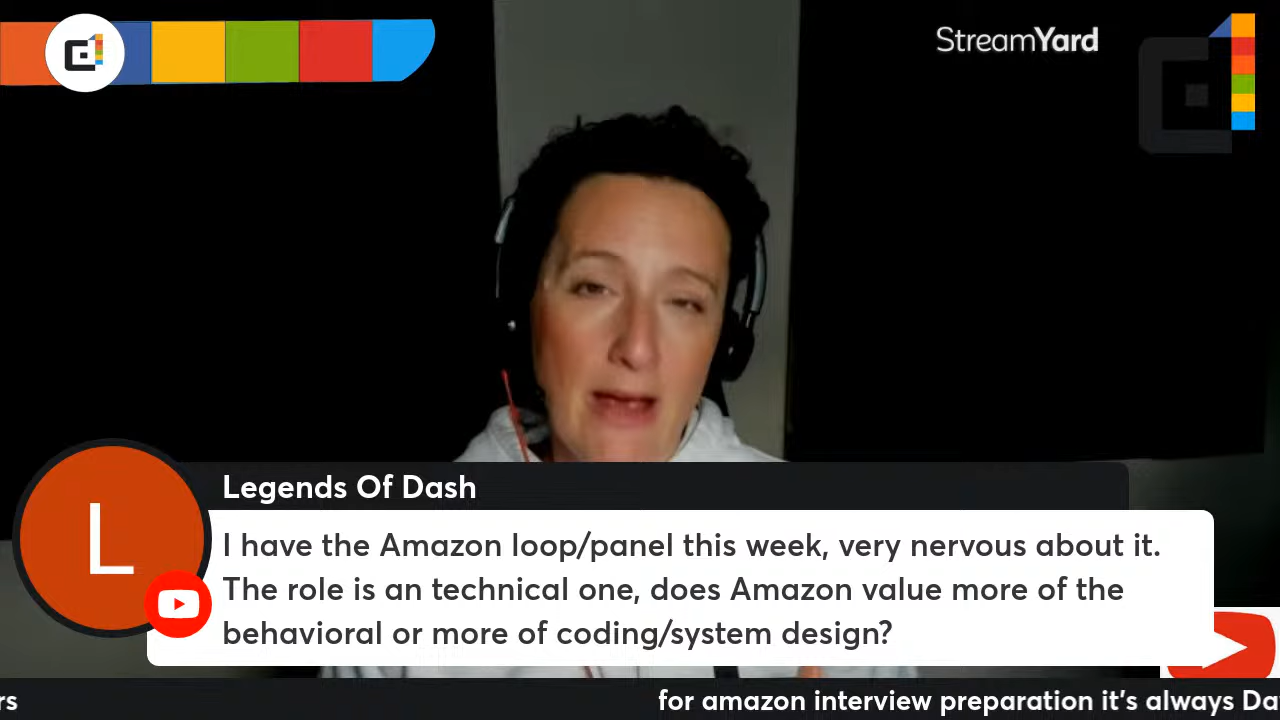 StreamYard
Legends Of Dash
L
I have the Amazon loop/panel this week, very nervous about it.
The role is an technical one, does Amazon value more of the
behavioral or more of coding/system design?
rs
for amazon interview preparation it's always Da